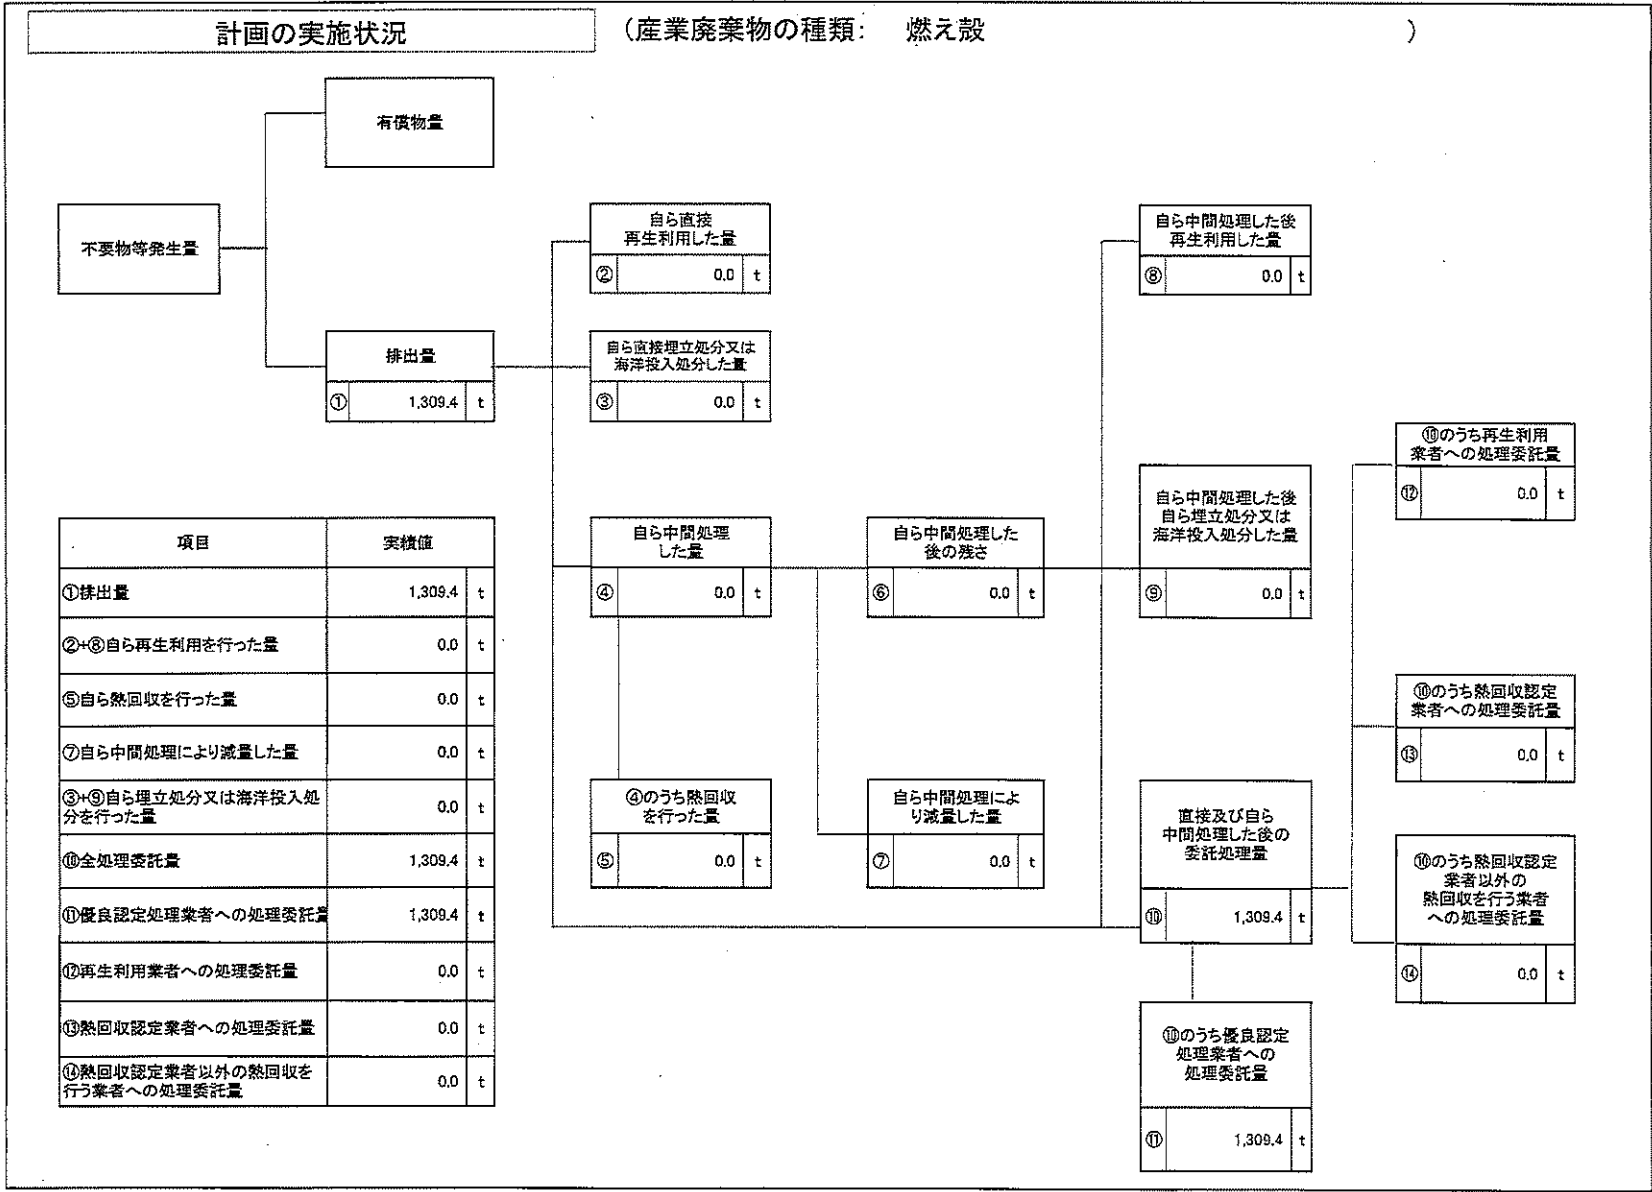 計画の実施状況
(産業廃棄物の種類: 燃え殻 )
有償物量
不要物等発生量
排出量
① 1,309.4 t
自ら直接
再生利用した量
② 0.0 t
自ら直接埋立処分又は
海洋投入処分した量
③ 0.0 t
自ら中間処理した後
再生利用した量
⑧ 0.0 t
自ら中間処理
した量
④ 0.0 t
自ら中間処理した
後の残さ
⑥ 0.0 t
自ら中間処理した後
自ら埋立処分又は
海洋投入処分した量
⑨ 0.0 t
⑩のうち再生利用
業者への処理委託量
⑫ 0.0 t
⑩のうち熱回収認定
業者への処理委託量
⑬ 0.0 t
④のうち熱回収
を行った量
⑤ 0.0 t
自ら中間処理によ
り減量した量
⑦ 0.0 t
直接及び自ら
中間処理した後の
委託処理量
⑩ 1,309.4 t
⑩のうち熱回収認定
業者以外の
熱回収を行う業者
への処理委託量
⑭ 0.0 t
⑩のうち優良認定
処理業者への
処理委託量
⑪ 1,309.4 t
項目 実績値
①排出量 1,309.4 t
②+⑧自ら再生利用を行った量 0.0 t
⑤自ら熱回収を行った量 0.0 t
⑦自ら中間処理により減量した量 0.0 t
③+⑨自ら埋立処分又は海洋投入処
分を行った量 0.0 t
⑩全処理委託量 1,309.4 t
⑪優良認定処理業者への処理委託量 1,309.4 t
⑫再生利用業者への処理委託量 0.0 t
⑬熱回収認定業者への処理委託量 0.0 t
⑭熱回収認定業者以外の熱回収を
行う業者への処理委託量 0.0 t